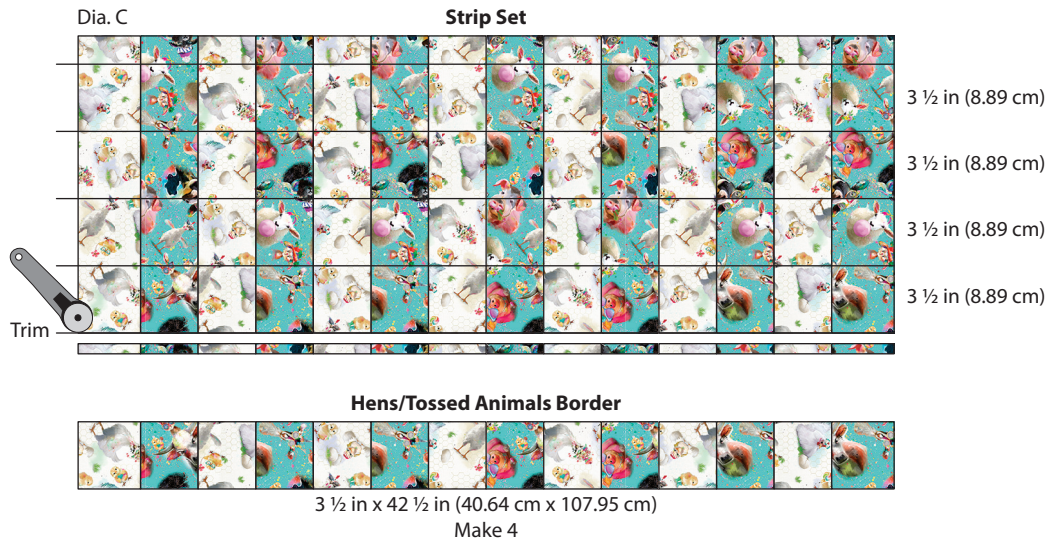 Dia. C
Strip Set
3 ½ in (8.89 cm)
3 ½ in (8.89 cm)
3 ½ in (8.89 cm)
3 ½ in (8.89 cm)
Trim
Hens/Tossed Animals Border
3 ½ in x 42 ½ in (40.64 cm x 107.95 cm)
Make 4